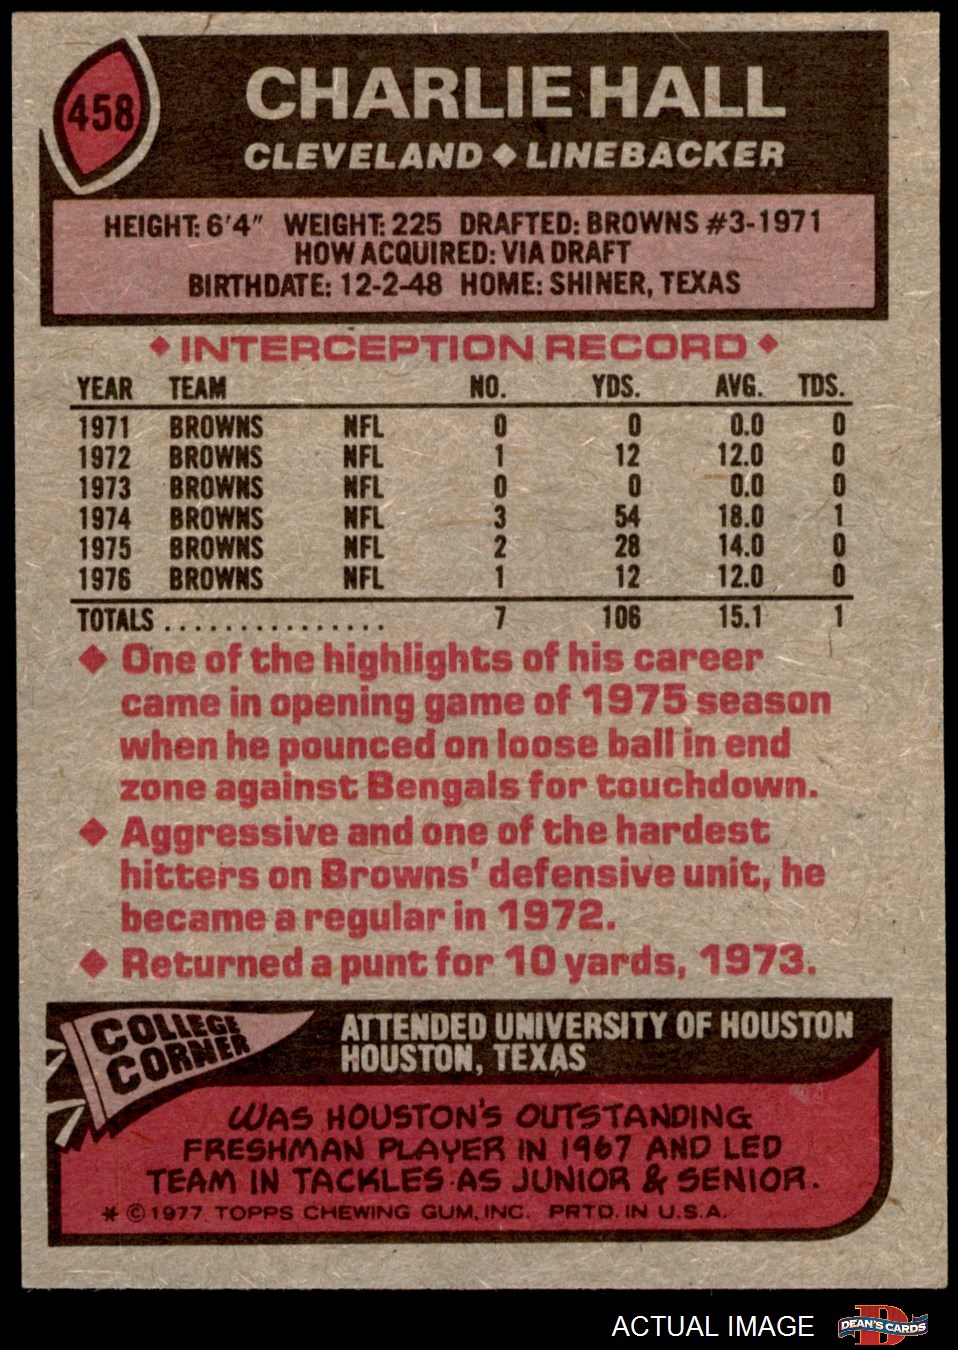 458
CHARLIE HALL
CLEVELAND ♦ LINEBACKER
HEIGHT: 6'4" WEIGHT: 225 DRAFTED: BROWNS #3-1971
HOW ACQUIRED: VIA DRAFT
BIRTHDATE: 12-2-48 HOME: SHINER, TEXAS
♦ INTERCEPTION RECORD ♦
YEAR TEAM NO. YDS. AVG. TDS.
1971 BROWNS NFL 0 0 0.0 0
1972 BROWNS NFL 1 12 12.0 0
1973 BROWNS NFL 0 0 0.0 0
1974 BROWNS NFL 3 54 18.0 1
1975 BROWNS NFL 2 28 14.0 0
1976 BROWNS NFL 1 12 12.0 0
TOTALS ............... 7 106 15.1 1
♦ One of the highlights of his career
came in opening game of 1975 season
when he pounced on loose ball in end
zone against Bengals for touchdown.
♦ Aggressive and one of the hardest
hitters on Browns' defensive unit, he
became a regular in 1972.
♦ Returned a punt for 10 yards, 1973.
COLLEGE
CORNER
ATTENDED UNIVERSITY OF HOUSTON
HOUSTON, TEXAS
WAS HOUSTON'S OUTSTANDING
FRESHMAN PLAYER IN 1967 AND LED
TEAM IN TACKLES AS JUNIOR & SENIOR.
* © 1977 TOPPS CHEWING GUM, INC. PRTD. IN U.S.A.
ACTUAL IMAGE
D
DEAN'S CARDS